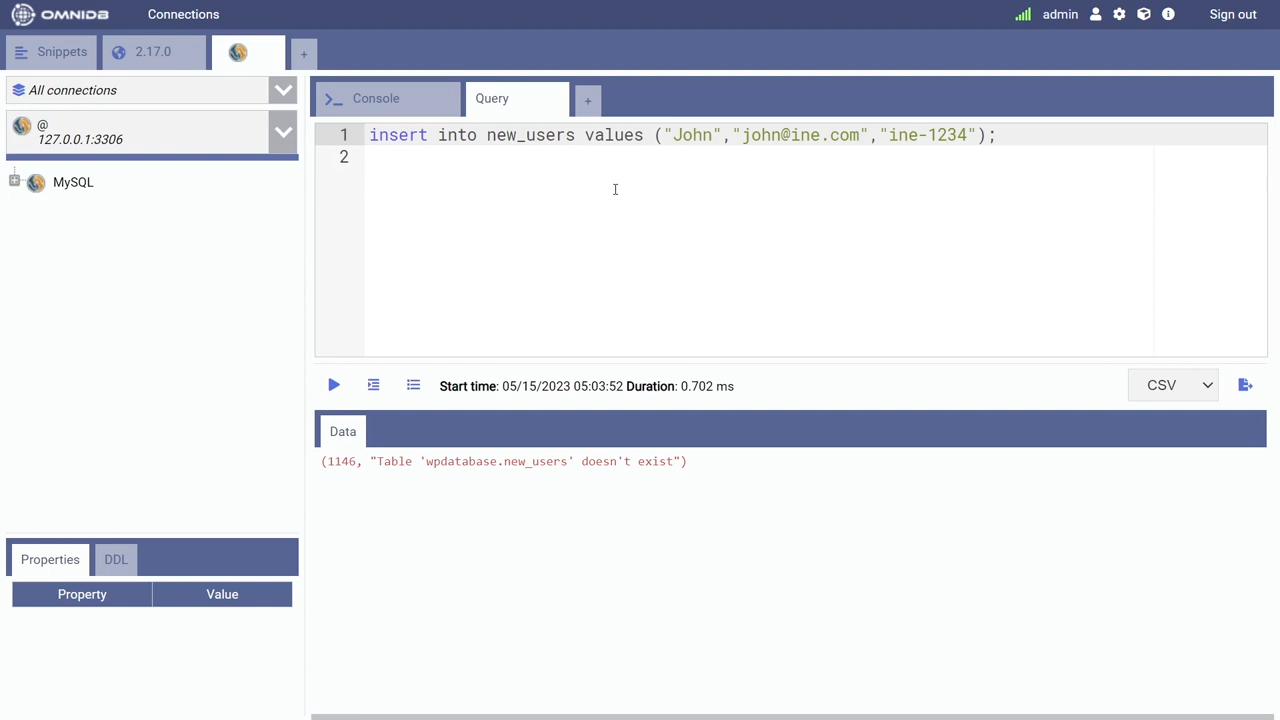 OMNIDB Connections admin Sign out
Snippets 2.17.0 +
All connections
@
127.0.0.1:3306
MySQL
Properties DDL
Property Value
Console Query +
1 insert into new_users values ("John","john@ine.com","ine-1234");
2
Start time: 05/15/2023 05:03:52 Duration: 0.702 ms CSV
Data
(1146, "Table 'wpdatabase.new_users' doesn't exist")